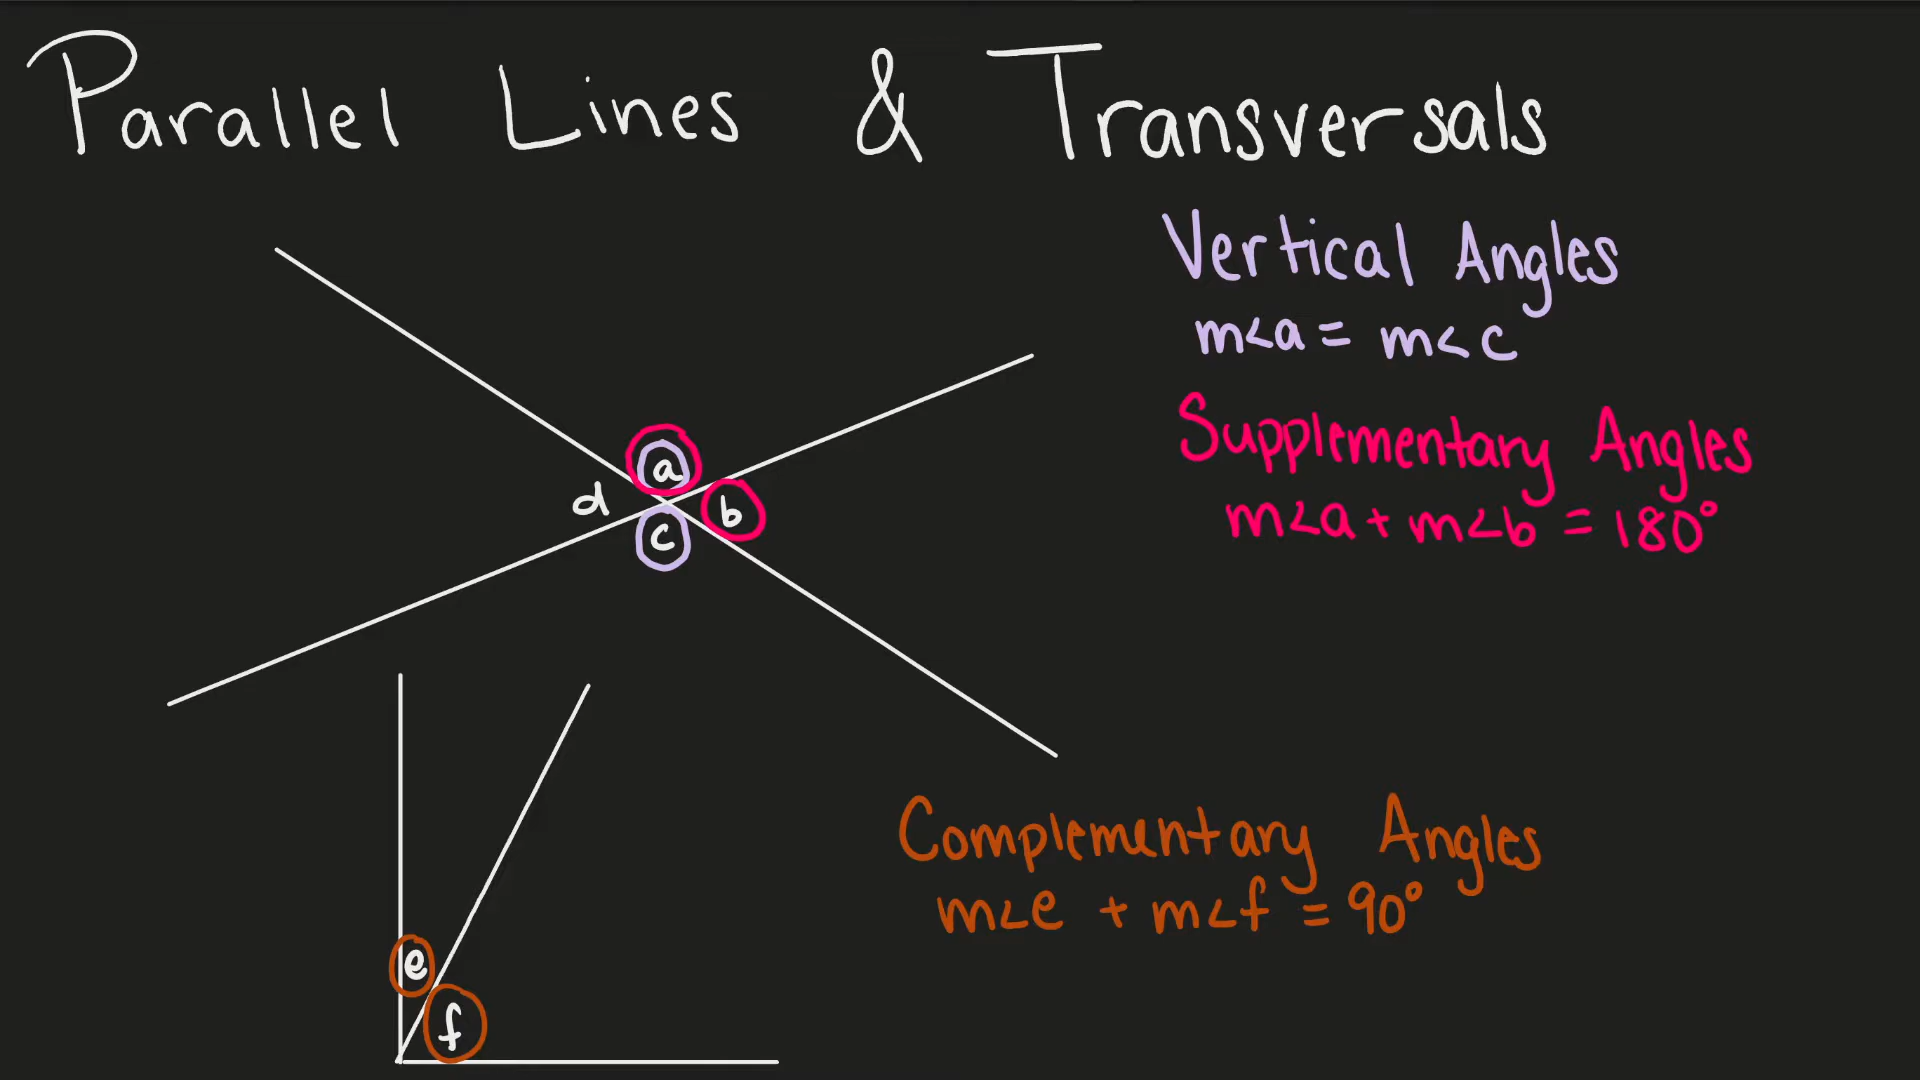 Parallel Lines & Transversals
Vertical Angles
m<a = m<c
Supplementary Angles
m<a + m<b = 180°
a
d
b
c
Complementary Angles
m<e + m<f = 90°
e
f